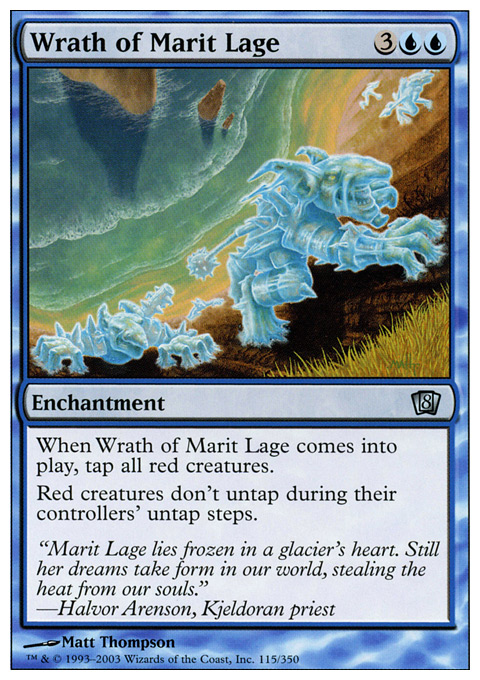 Wrath of Marit Lage 3
Enchantment 8
When Wrath of Marit Lage comes into
play, tap all red creatures.
Red creatures don't untap during their
controllers' untap steps.
"Marit Lage lies frozen in a glacier's heart. Still
her dreams take form in our world, stealing the
heat from our souls."
—Halvor Arenson, Kjeldoran priest
Matt Thompson
™ & © 1993–2003 Wizards of the Coast, Inc. 115/350